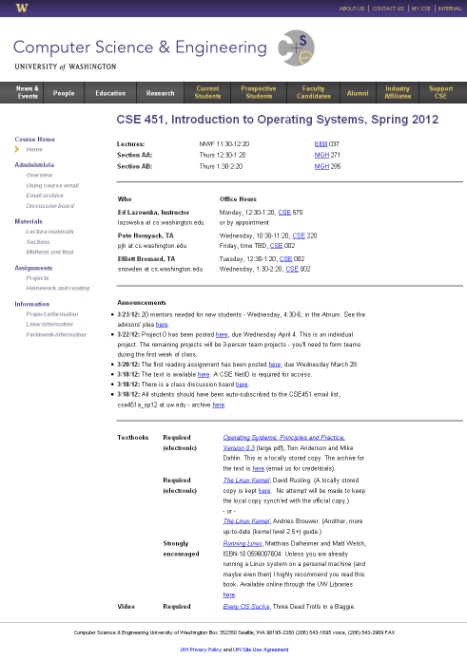 W
ABOUT US | CONTACT US | MY CSE | INTERNAL
Computer Science & Engineering
UNIVERSITY of WASHINGTON
News & Events
People
Education
Research
Current Students
Prospective Students
Faculty Candidates
Alumni
Industry Affiliates
Support CSE
CSE 451, Introduction to Operating Systems, Spring 2012
Course Home
Home
Administrivia
Overview
Using course email
Email archive
Discussion board
Materials
Lecture materials
Sections
Midterm and final
Assignments
Projects
Homework and reading
Information
Project information
Linux information
Forkbomb information
Lectures: MWF 11:30-12:20 EEB 037
Section AA: Thurs 12:30-1:20 MGH 271
Section AB: Thurs 1:30-2:20 MGH 295
Who Office Hours
Ed Lazowska, Instructor Monday, 12:30-1:20, CSE 570
lazowska at cs.washington.edu or by appointment
Pete Hornyack, TA Wednesday, 10:30-11:20, CSE 220
pjh at cs.washington.edu Friday, time TBD, CSE 002
Elliott Brossard, TA Tuesday, 12:30-1:20, CSE 002
snowden at cs.washington.edu Wednesday, 1:30-2:20, CSE 002
Announcements
3/23/12: 20 mentors needed for new students - Wednesday, 4:30-6, in the Atrium. See the
advisors' plea here.
3/22/12: Project 0 has been posted here, due Wednesday April 4. This is an individual
project. The remaining projects will be 3-person team projects - you'll need to form teams
during the first week of class.
3/20/12: The first reading assignment has been posted here, due Wednesday March 28.
3/18/12: The text is available here. A CSE NetID is required for access.
3/18/12: There is a class discussion board here.
3/18/12: All students should have been auto-subscribed to the CSE451 email list,
cse451a_sp12 at uw.edu - archive here.
Textbooks Required Operating Systems: Principles and Practice,
(electronic) Version 0.3 (large pdf), Tom Anderson and Mike
Dahlin. This is a locally stored copy. The archive for
the text is here (email us for credentials).
Required The Linux Kernel, David Rusling. (A locally stored
(electronic) copy is kept here. No attempt will be made to keep
the local copy synch'ed with the official copy.)
- or -
The Linux Kernel, Andries Brouwer. (Another, more
up-to-date (kernel level 2.5+) guide.)
Strongly Running Linux, Matthias Dalheimer and Matt Welsh,
encouraged ISBN-10 0596007604. Unless you are already
running a Linux system on a personal machine (and
maybe even then) I highly recommend you read this
book. Available online through the UW Libraries
here.
Video Required Every OS Sucks, Three Dead Trolls in a Baggie
Computer Science & Engineering University of Washington Box 352350 Seattle, WA 98195-2350 (206) 543-1695 voice, (206) 543-2969 FAX
UW Privacy Policy and UW Site Use Agreement